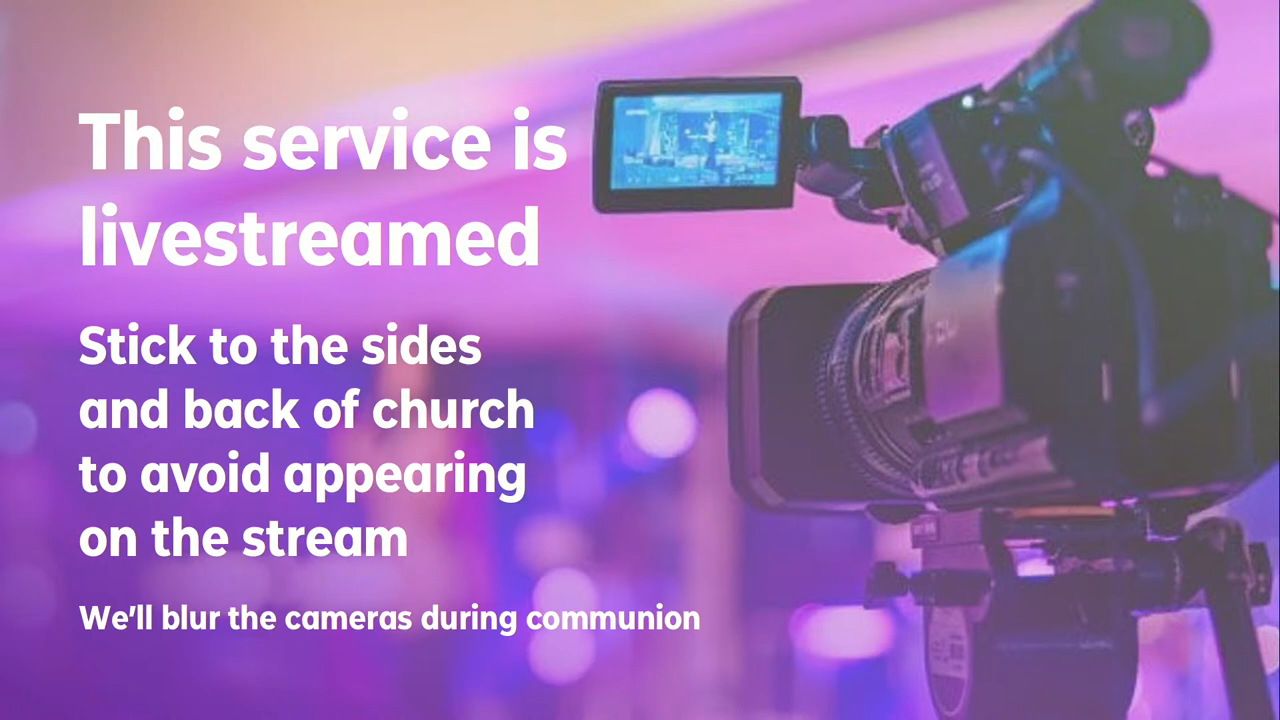 This service is
livestreamed
Stick to the sides
and back of church
to avoid appearing
on the stream
We'll blur the cameras during communion